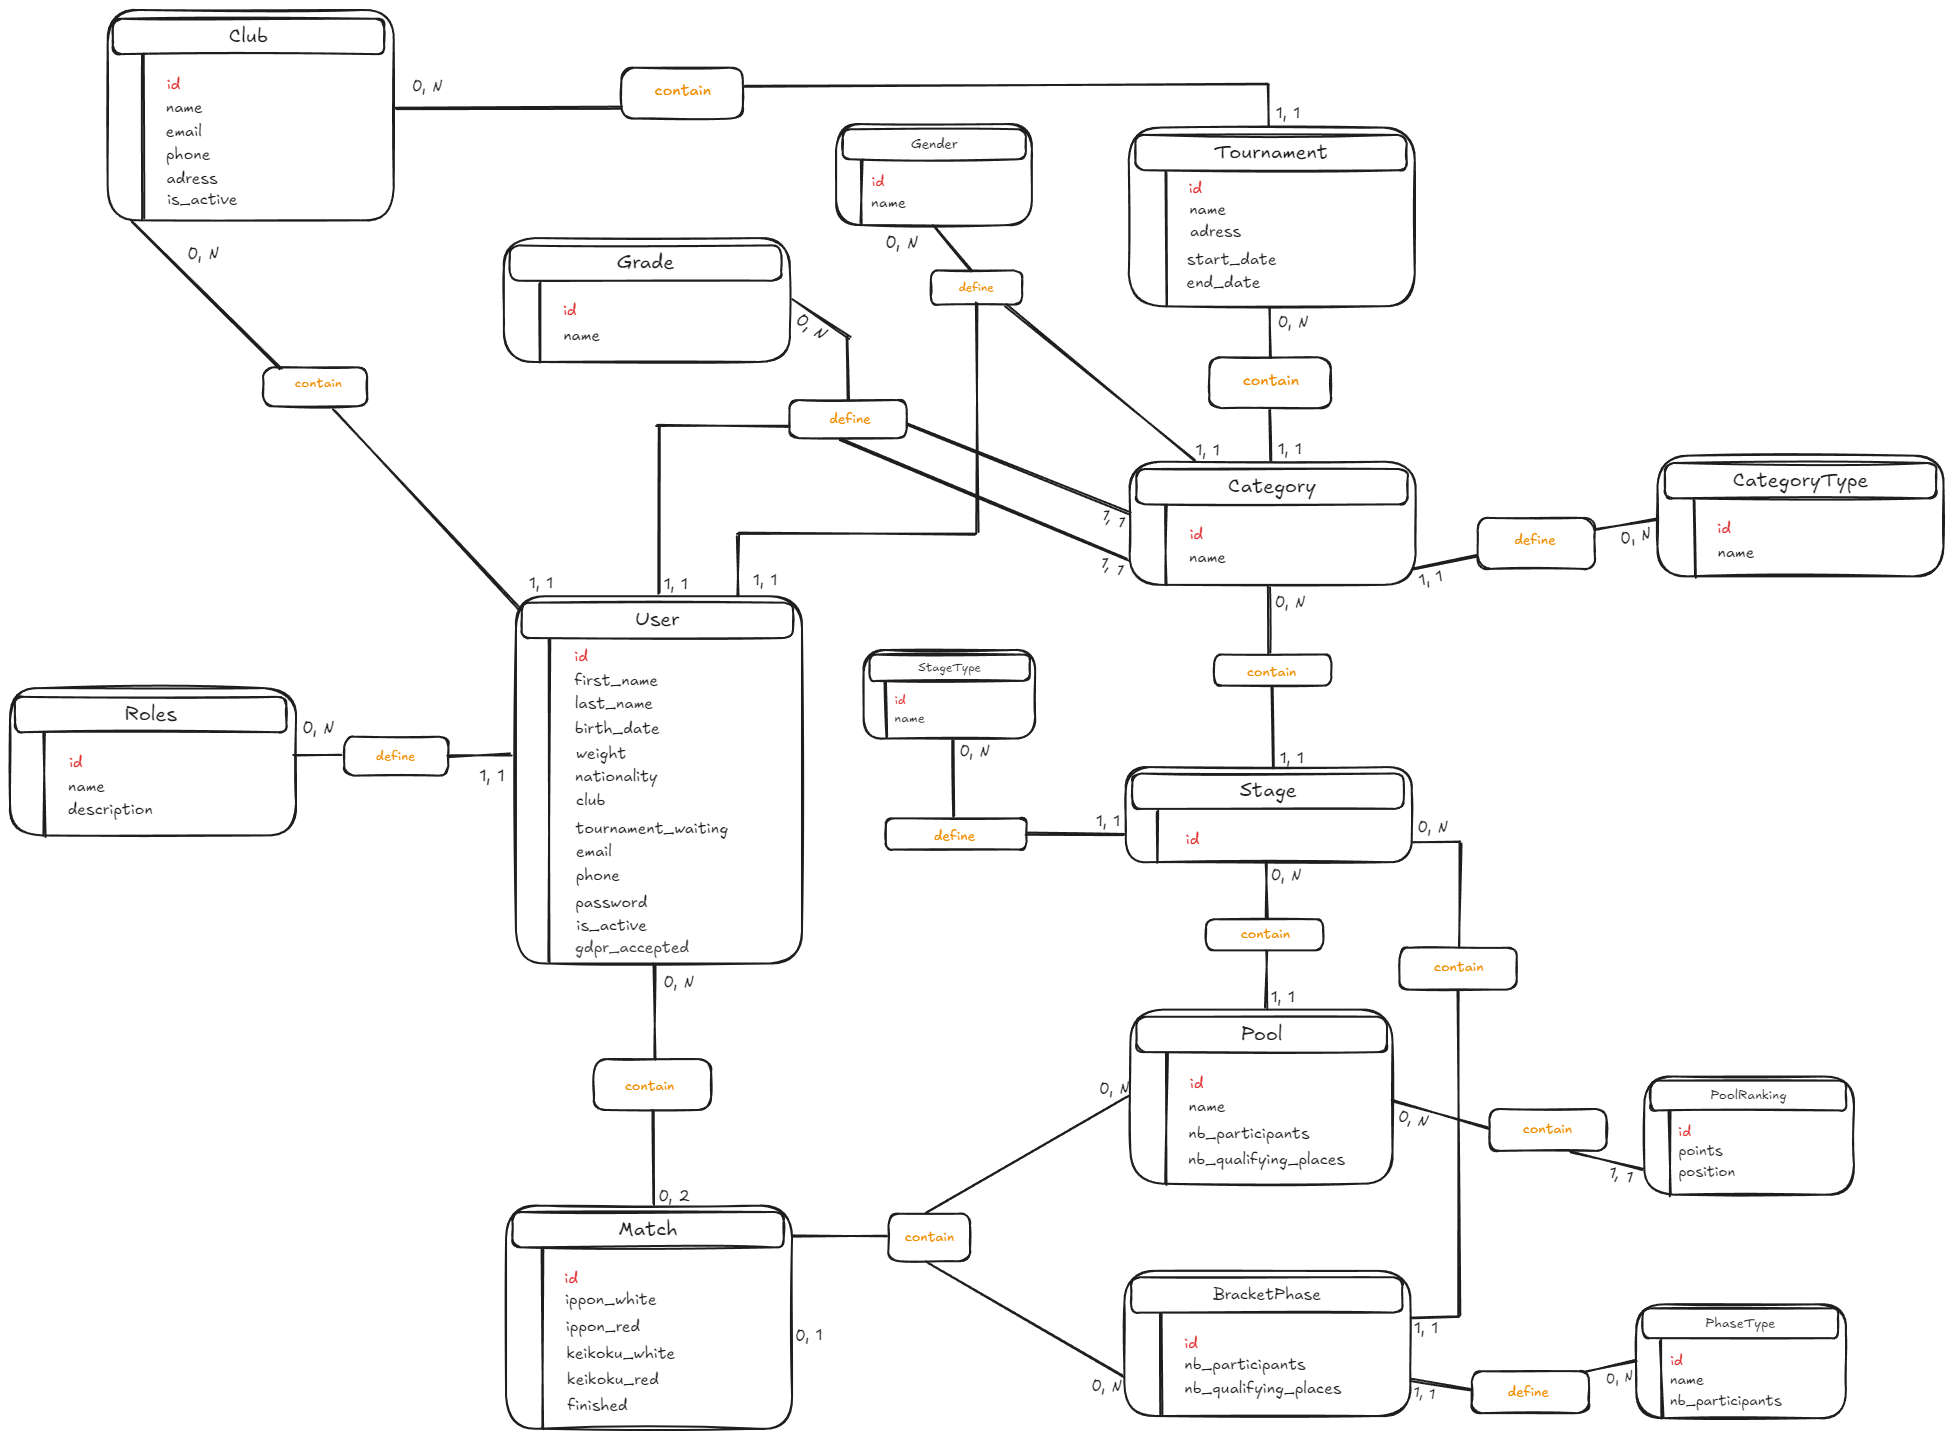 Club
id
name
email
phone
adress
is_active
0, N
contain
1, 1
Tournament
id
name
adress
start_date
end_date
Gender
id
name
0, N
define
Grade
id
name
0, N
define
0, N
contain
0, N
contain
1, 1
1, 1
Category
id
name
1, 1
1, 1
1, 1
define
0, N
CategoryType
id
name
1, 1
1, 1
1, 1
User
id
first_name
last_name
birth_date
weight
nationality
club
tournament_waiting
email
phone
password
is_active
gdpr_accepted
Roles
id
name
description
0, N
define
1, 1
0, N
contain
1, 1
StageType
id
name
0, N
define
1, 1
Stage
id
0, N
0, N
contain
contain
1, 1
Pool
id
name
nb_participants
nb_qualifying_places
0, N
0, N
contain
1, 1
PoolRanking
id
points
position
0, N
contain
0, 2
Match
id
ippon_white
ippon_red
keikoku_white
keikoku_red
finished
0, 1
contain
0, N
BracketPhase
id
nb_participants
nb_qualifying_places
1, 1
1, 1
define
0, N
PhaseType
id
name
nb_participants